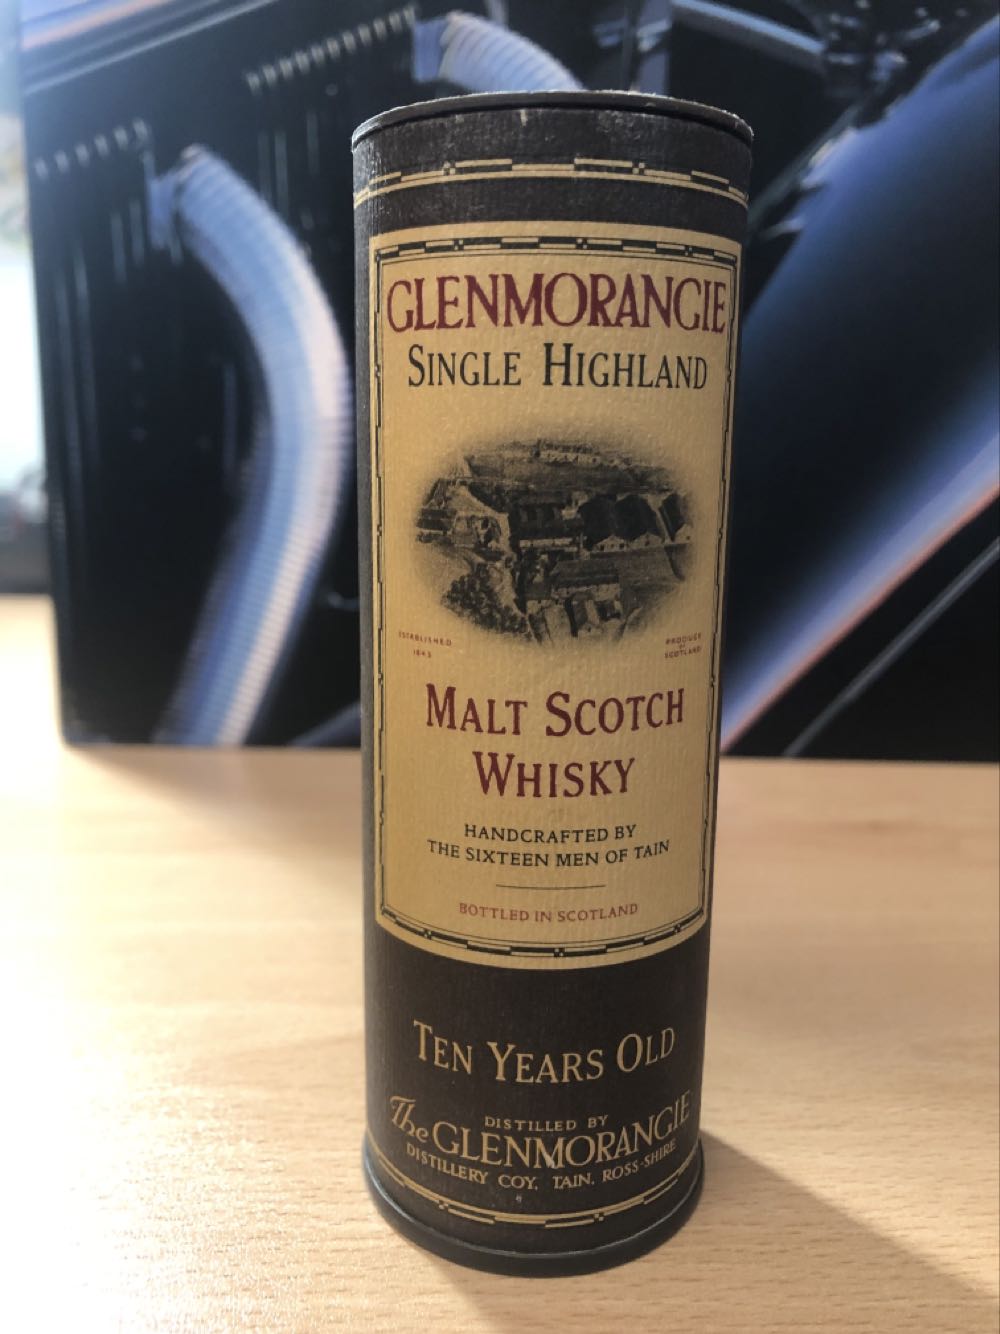 GLENMORANGIE
SINGLE HIGHLAND
ESTABLISHED
1843
PRODUCE
OF
SCOTLAND
MALT SCOTCH
WHISKY
HANDCRAFTED BY
THE SIXTEEN MEN OF TAIN
BOTTLED IN SCOTLAND
TEN YEARS OLD
DISTILLED BY
The GLENMORANGIE
DISTILLERY COY, TAIN, ROSS-SHIRE